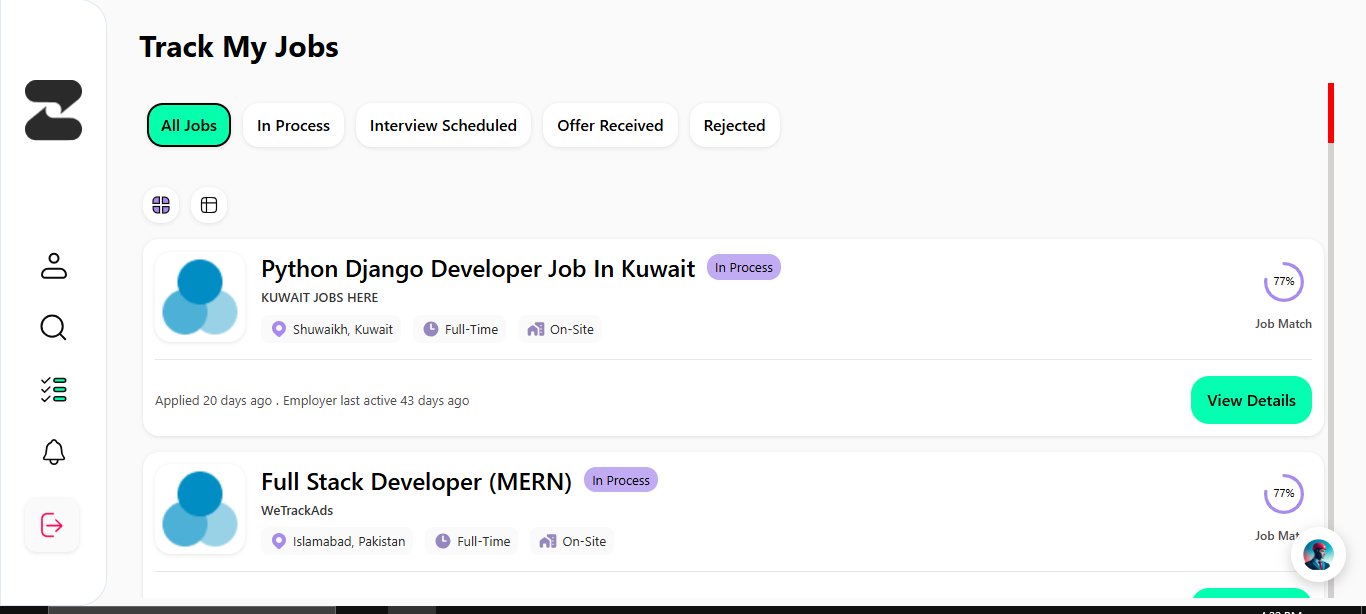 Track My Jobs
All Jobs
In Process
Interview Scheduled
Offer Received
Rejected
Python Django Developer Job In Kuwait
In Process
KUWAIT JOBS HERE
Shuwaikh, Kuwait
Full-Time
On-Site
77%
Job Match
Applied 20 days ago . Employer last active 43 days ago
View Details
Full Stack Developer (MERN)
In Process
WeTrackAds
Islamabad, Pakistan
Full-Time
On-Site
77%
Job